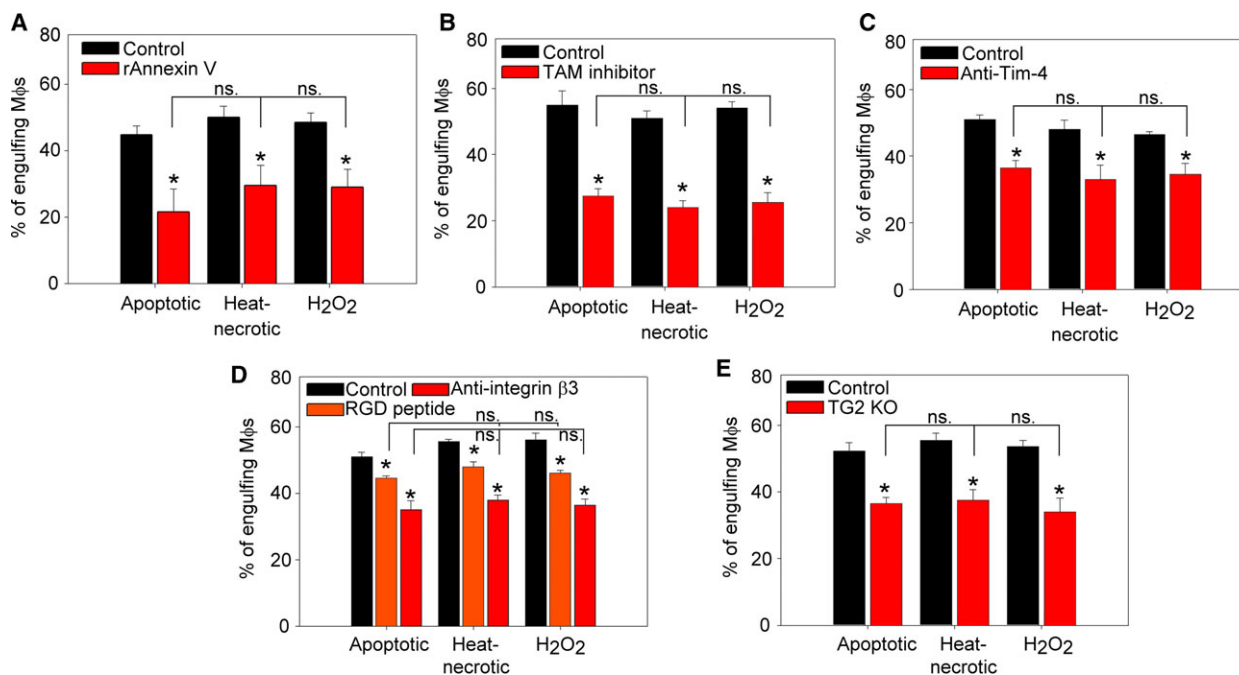 A
80
Control
rAnnexin V
ns.
ns.
60
40
20
0
*
*
*
% of engulfing Mϕs
Apoptotic
Heat-
necrotic
H₂O₂
B
80
Control
TAM inhibitor
ns.
ns.
60
40
20
0
*
*
*
% of engulfing Mϕs
Apoptotic
Heat-
necrotic
H₂O₂
C
80
Control
Anti-Tim-4
ns.
ns.
60
40
20
0
*
*
*
% of engulfing Mϕs
Apoptotic
Heat-
necrotic
H₂O₂
D
80
Control
Anti-integrin β3
RGD peptide
ns.
ns.
ns.
ns.
60
40
20
0
*
*
*
*
*
*
% of engulfing Mϕs
Apoptotic
Heat-
necrotic
H₂O₂
E
80
Control
TG2 KO
ns.
ns.
60
40
20
0
*
*
*
% of engulfing Mϕs
Apoptotic
Heat-
necrotic
H₂O₂